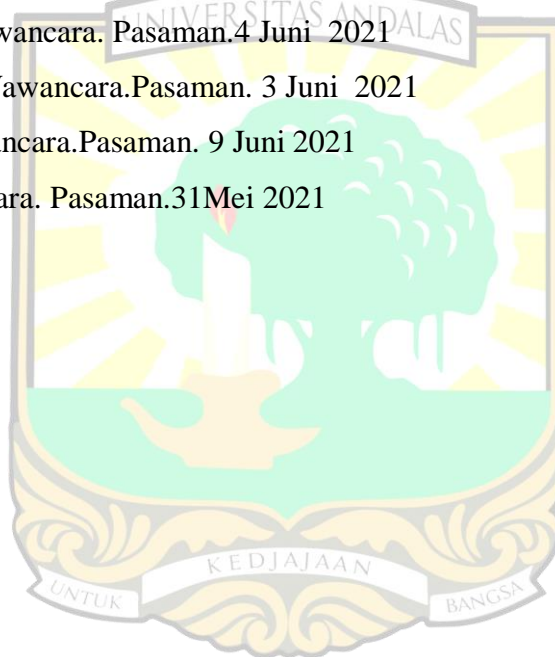 UNIVERSITAS ANDALAS
wancara. Pasaman.4 Juni  2021
Wawancara.Pasaman. 3 Juni  2021
ancara.Pasaman. 9 Juni 2021
ara. Pasaman.31Mei 2021
KEDJAJAAN
UNTUK
BANGSA